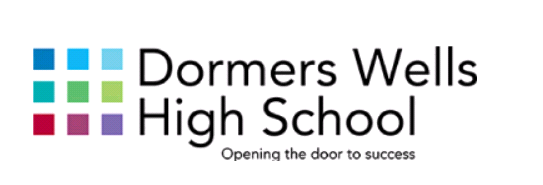 Dormers Wells
High School
Opening the door to success